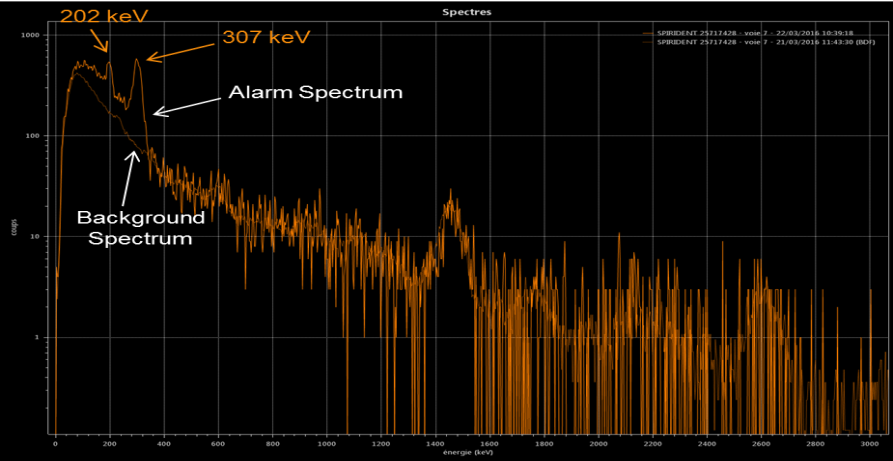 Spectres
202 keV
307 keV
SPIRIDENT 25717428 - voie 7 - 22/03/2016 10:39:18
SPIRIDENT 25717428 - voie 7 - 21/03/2016 11:43:30 (BDF)
Alarm Spectrum
Background
Spectrum
coups
1000
100
10
1
0 200 400 600 800 1000 1200 1400 1600 1800 2000 2200 2400 2600 2800 3000
énergie (keV)